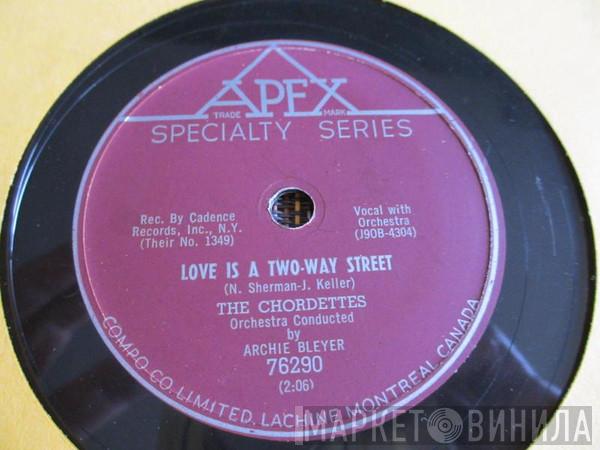 APEX
TRADE MARK
SPECIALTY SERIES
Rec. By Cadence
Records, Inc., N.Y.
(Their No. 1349)
Vocal with
Orchestra
(J9OB-4304)
LOVE IS A TWO-WAY STREET
(N. Sherman-J. Keller)
THE CHORDETTES
Orchestra Conducted
by
ARCHIE BLEYER
76290
(2:06)
COMPO CO. LIMITED, LACHINE, MONTREAL, CANADA
МАРКЕТ ВИНИЛА